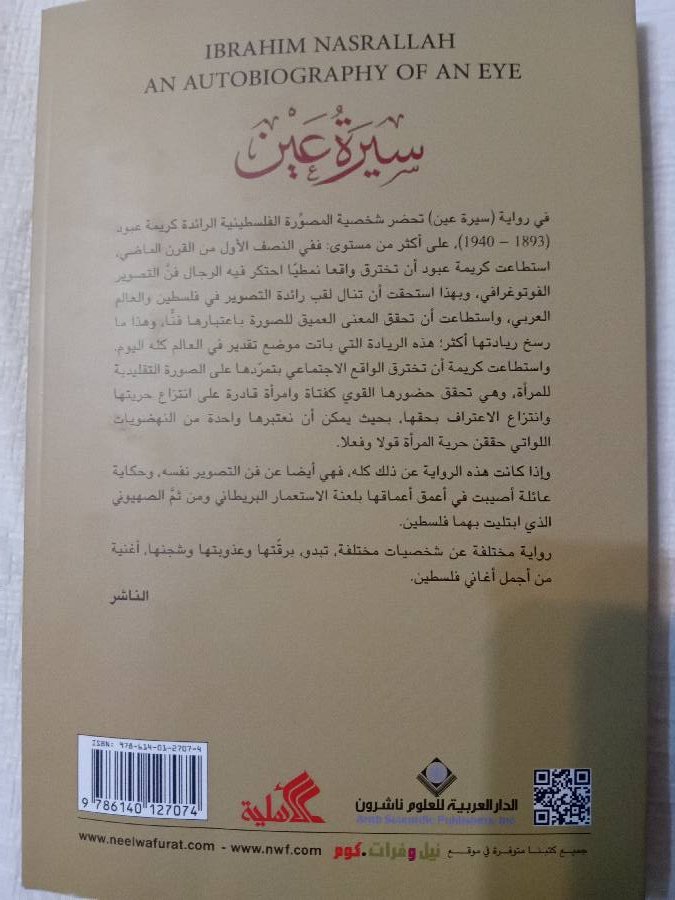 IBRAHIM NASRALLAH
AN AUTOBIOGRAPHY OF AN EYE
سيرَةُ عَيْن
في رواية (سيرة عين) تحضر شخصية المصوِّرة الفلسطينية الرائدة كريمة عبود
(1893 – 1940)، على أكثر من مستوى: ففي النصف الأول من القرن الماضي،
استطاعت كريمة عبود أن تخترق واقعا نمطيًا احتكر فيه الرجال فنَّ التصوير
الفوتوغرافي، وبهذا استحقت أن تنال لقب رائدة التصوير في فلسطين والعالم
العربي، واستطاعت أن تحقق المعنى العميق للصورة باعتبارها فنًّا، وهذا ما
رسخ ريادتها أكثر؛ هذه الريادة التي باتت موضع تقدير في العالم كله اليوم.
واستطاعت كريمة أن تخترق الواقع الاجتماعي بتمرّدها على الصورة التقليدية
للمرأة، وهي تحقق حضورها القوي كفتاة وامرأة قادرة على انتزاع حريتها
وانتزاع الاعتراف بحقها، بحيث يمكن أن نعتبرها واحدة من النهضويات
اللواتي حققن حرية المرأة قولا وفعلا.
وإذا كانت هذه الرواية عن ذلك كله، فهي أيضا عن فن التصوير نفسه، وحكاية
عائلة أصيبت في أعمق أعماقها بلعنة الاستعمار البريطاني ومن ثمَّ الصهيوني
الذي ابتليت بهما فلسطين.
رواية مختلفة عن شخصيات مختلفة، تبدو، برقّتها وعذوبتها وشجنها، أغنية
من أجمل أغاني فلسطين.
الناشر
ISBN: 978-614-01-2707-4
9 786140 127074
الأهلية
الدار العربية للعلوم ناشرون
Arab Scientific Publishers, Inc.
www.neelwafurat.com - www.nwf.com
جميع كتبنا متوفرة في موقع نيل وفرات.كوم